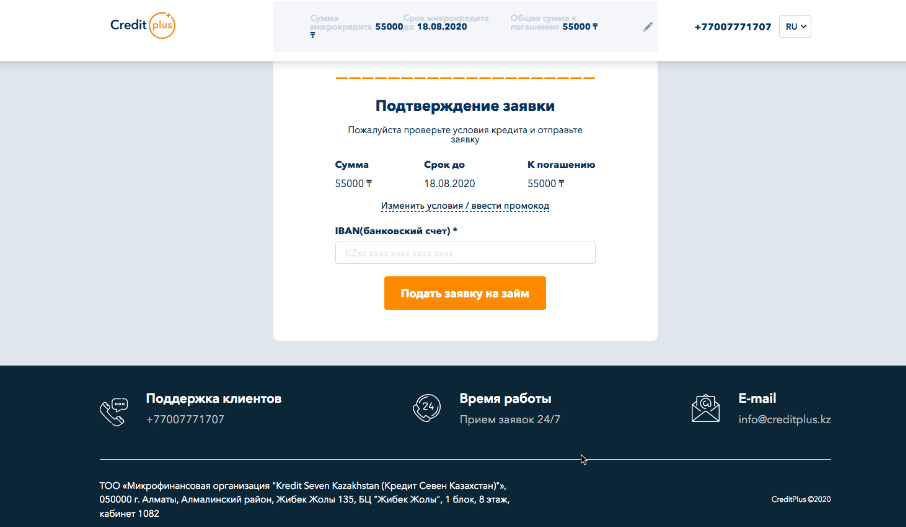 Credit plus
Сумма микрокредита 55000 ₸
Срок микрокредита до 18.08.2020
Общая сумма к погашению 55000 ₸
+77007771707
RU
Подтверждение заявки
Пожалуйста проверьте условия кредита и отправьте
заявку
Сумма Срок до К погашению
55000 ₸ 18.08.2020 55000 ₸
Изменить условия / ввести промокод
IBAN(банковский счет) *
KZxx xxxx xxxx xxxx xxxx
Подать заявку на займ
Поддержка клиентов
+77007771707
24
Время работы
Прием заявок 24/7
E-mail
info@creditplus.kz
ТОО «Микрофинансовая организация "Kredit Seven Kazakhstan (Кредит Севен Казахстан)"»,
050000 г. Алматы, Алмалинский район, Жибек Жолы 135, БЦ "Жибек Жолы", 1 блок, 8 этаж,
кабинет 1082
CreditPlus ©2020